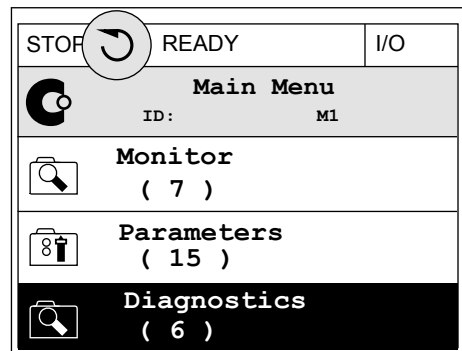 STOP READY I/O
Main Menu
ID: M1
Monitor
( 7 )
Parameters
( 15 )
Diagnostics
( 6 )